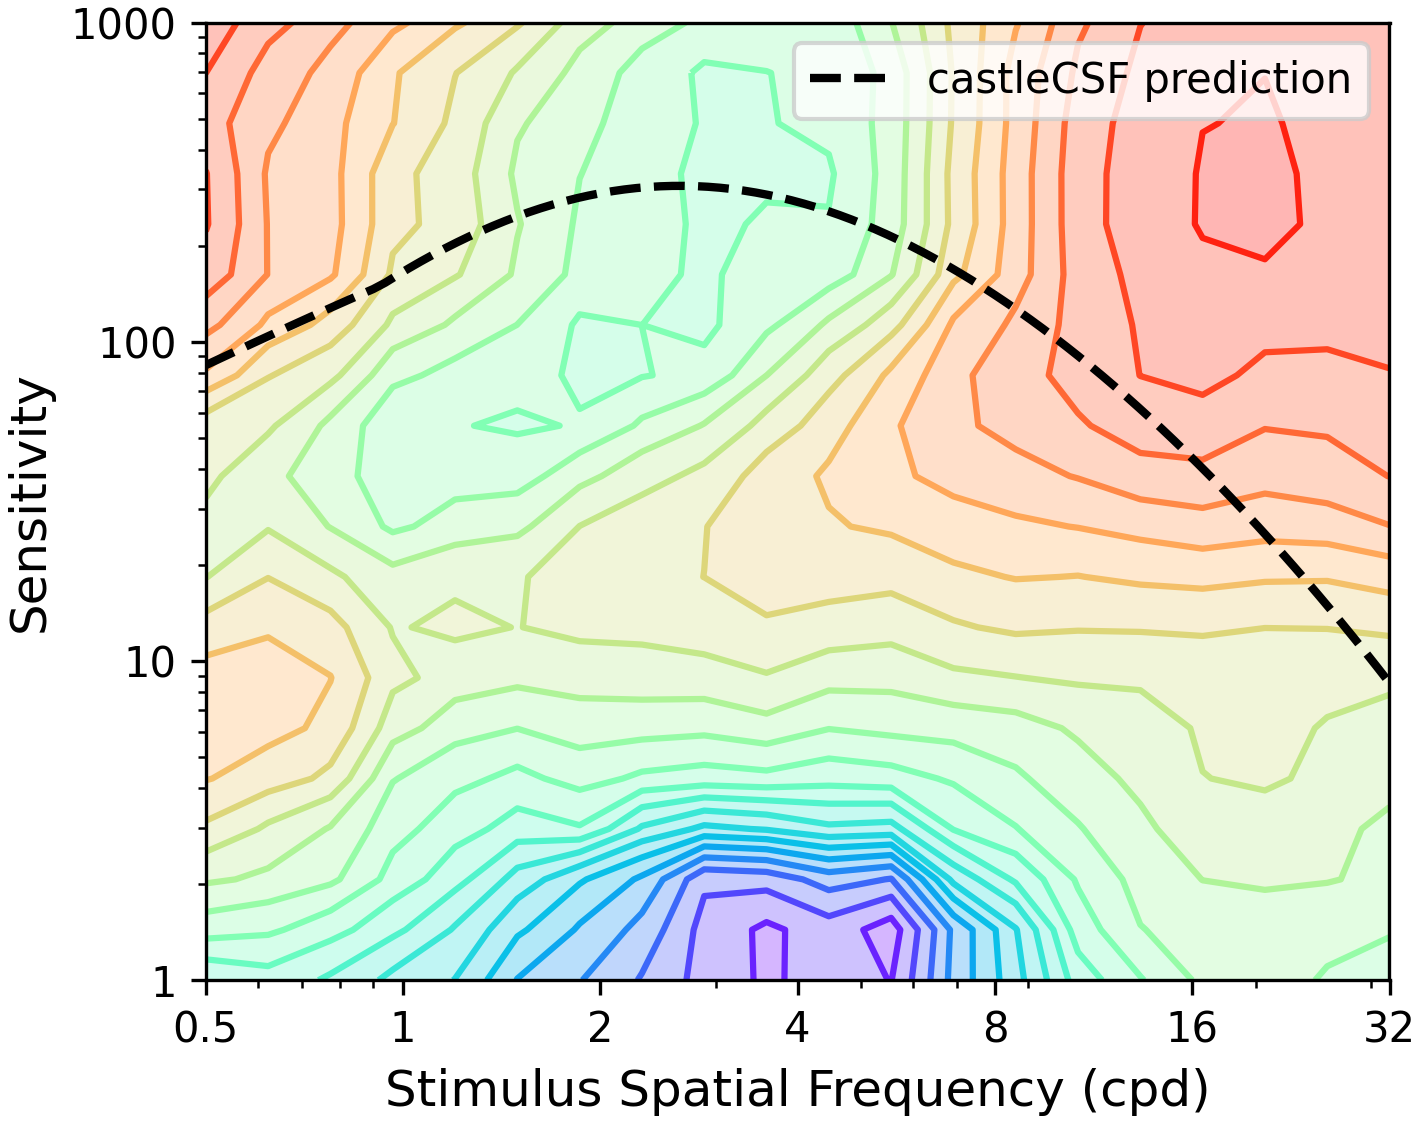 1000
castleCSF prediction
100
10
1
Sensitivity
0.5 1 2 4 8 16 32
Stimulus Spatial Frequency (cpd)